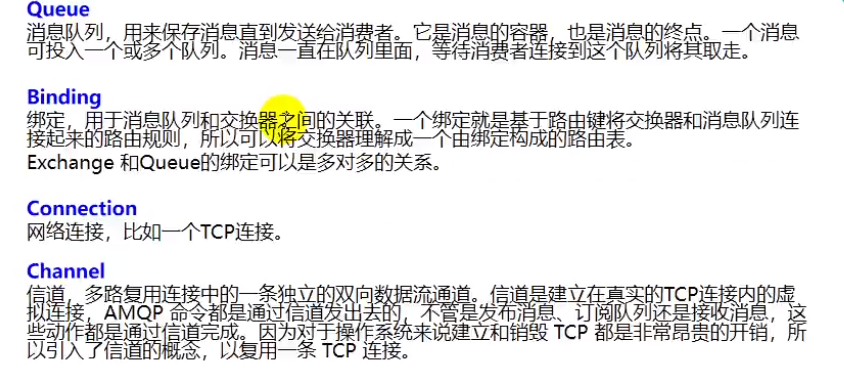 Queue
消息队列，用来保存消息直到发送给消费者。它是消息的容器，也是消息的终点。一个消息
可投入一个或多个队列。消息一直在队列里面，等待消费者连接到这个队列将其取走。
Binding
绑定，用于消息队列和交换器之间的关联。一个绑定就是基于路由键将交换器和消息队列连
接起来的路由规则，所以可以将交换器理解成一个由绑定构成的路由表。
Exchange 和Queue的绑定可以是多对多的关系。
Connection
网络连接，比如一个TCP连接。
Channel
信道，多路复用连接中的一条独立的双向数据流通道。信道是建立在真实的TCP连接内的虚
拟连接，AMQP 命令都是通过信道发出去的，不管是发布消息、订阅队列还是接收消息，这
些动作都是通过信道完成。因为对于操作系统来说建立和销毁 TCP 都是非常昂贵的开销，所
以引入了信道的概念，以复用一条 TCP 连接。